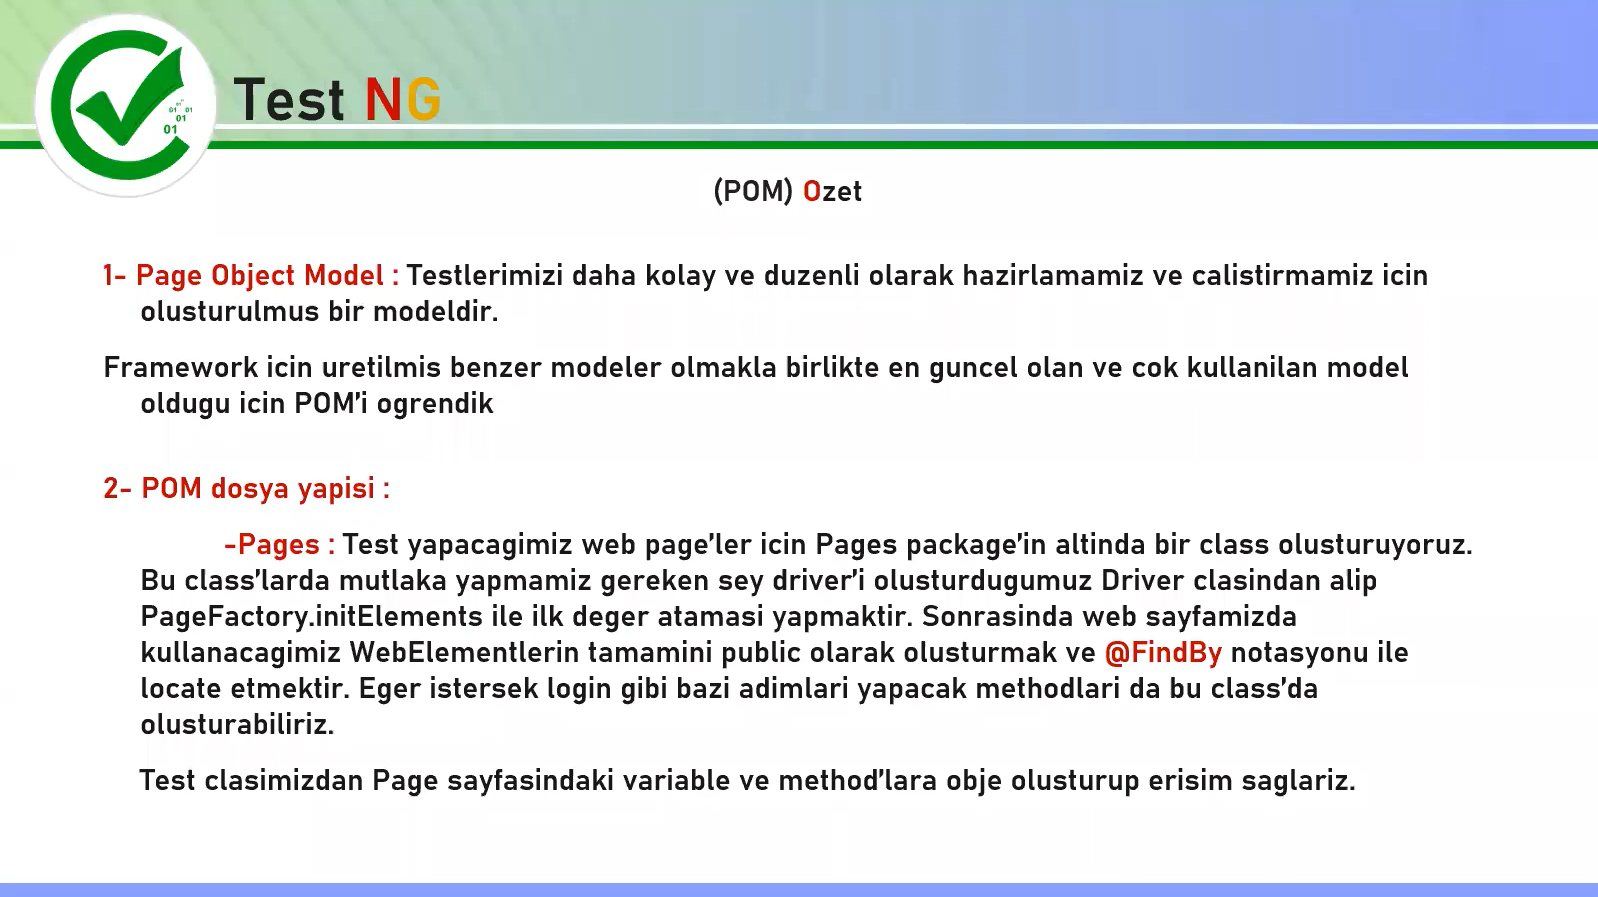 Test NG
01 01
01
01
(POM) Ozet
1- Page Object Model : Testlerimizi daha kolay ve duzenli olarak hazirlamamiz ve calistirmamiz icin
olusturulmus bir modeldir.
Framework icin uretilmis benzer modeler olmakla birlikte en guncel olan ve cok kullanilan model
oldugu icin POM’i ogrendik
2- POM dosya yapisi :
-Pages : Test yapacagimiz web page’ler icin Pages package’in altinda bir class olusturuyoruz.
Bu class’larda mutlaka yapmamiz gereken sey driver’i olusturdugumuz Driver clasindan alip
PageFactory.initElements ile ilk deger atamasi yapmaktir. Sonrasinda web sayfamizda
kullanacagimiz WebElementlerin tamamini public olarak olusturmak ve @FindBy notasyonu ile
locate etmektir. Eger istersek login gibi bazi adimlari yapacak methodlari da bu class’da
olusturabiliriz.
Test clasimizdan Page sayfasindaki variable ve method’lara obje olusturup erisim saglariz.